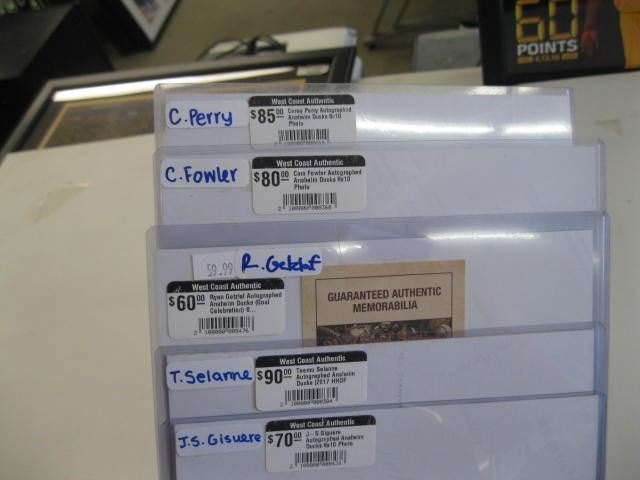 60
POINTS
C. Perry
West Coast Authentic
$85.00 Corey Perry Autographed
Anaheim Ducks 8x10
Photo
C. Fowler
West Coast Authentic
$80.00 Cam Fowler Autographed
Anaheim Ducks 8x10
Photo
59.99 R. Getzlaf
West Coast Authentic
$60.00 Ryan Getzlaf Autographed
Anaheim Ducks (Goal
Celebration) 8...
GUARANTEED AUTHENTIC
MEMORABILIA
T. Selanne
West Coast Authentic
$90.00 Teemu Selanne
Autographed Anaheim
Ducks (2017 HHOF
J.S. Gisuere
West Coast Authentic
$70.00 J-S Giguere
Autographed Anaheim
Ducks 8x10 Photo